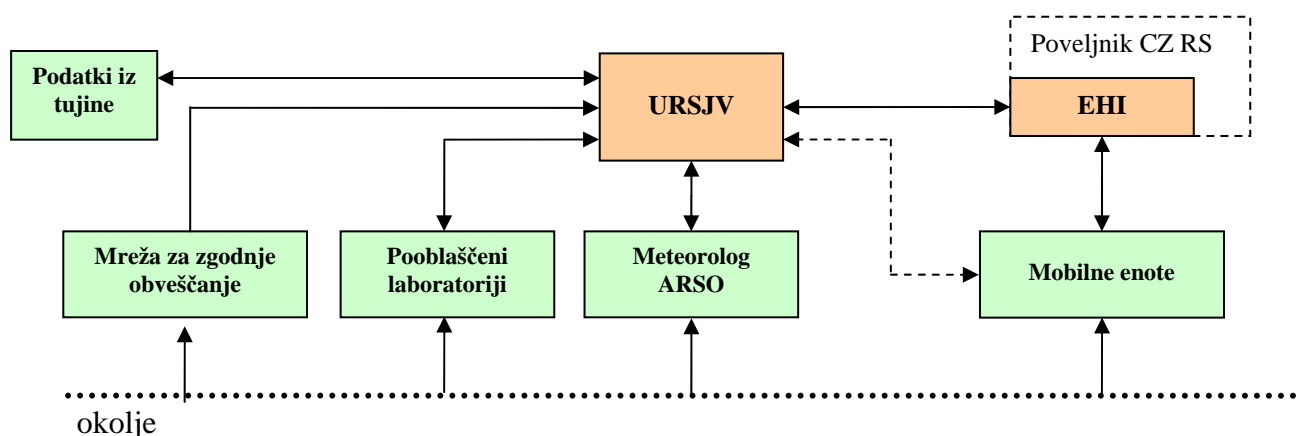 Poveljnik CZ RS
Podatki iz
tujine
URSJV
EHI
Mreža za zgodnje
obveščanje
Pooblaščeni
laboratoriji
Meteorolog
ARSO
Mobilne enote
okolje